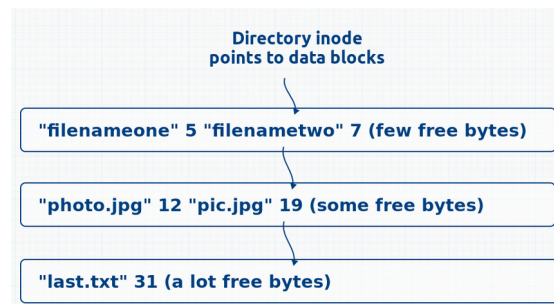 Directory inode
points to data blocks
"filenameone" 5 "filenametwo" 7 (few free bytes)
"photo.jpg" 12 "pic.jpg" 19 (some free bytes)
"last.txt" 31 (a lot free bytes)